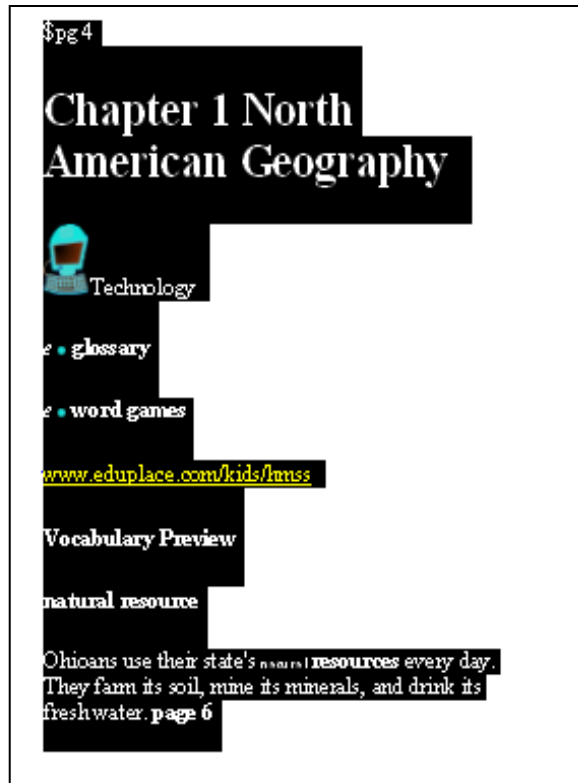 $pg 4
Chapter 1 North
American Geography
Technology
e • glossary
e • word games
www.eduplace.com/kids/hmss
Vocabulary Preview
natural resource
Ohioans use their state's natural resources every day.
They farm its soil, mine its minerals, and drink its
freshwater. page 6